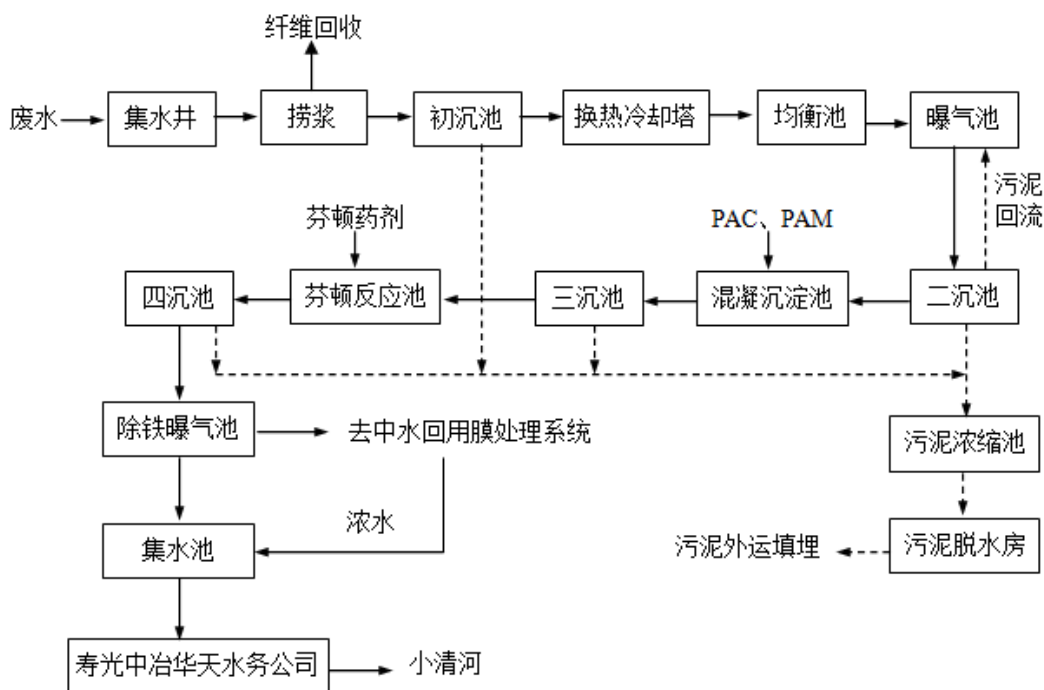 纤维回收
废水
集水井
捞浆
初沉池
换热冷却塔
均衡池
曝气池
污泥
回流
芬顿药剂
PAC、PAM
四沉池
芬顿反应池
三沉池
混凝沉淀池
二沉池
除铁曝气池
去中水回用膜处理系统
污泥浓缩池
浓水
集水池
污泥外运填埋
污泥脱水房
寿光中冶华天水务公司
小清河